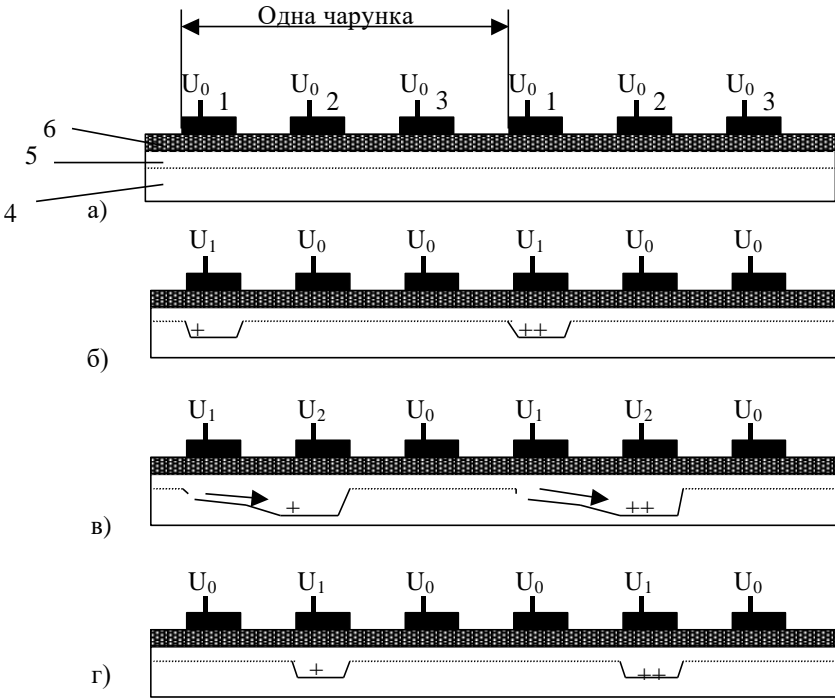 Одна чарунка
U₀ 1 U₀ 2 U₀ 3 U₀ 1 U₀ 2 U₀ 3
6
5
4
а)
U₁ U₀ U₀ U₁ U₀ U₀
+ ++
б)
U₁ U₂ U₀ U₁ U₂ U₀
+ ++
в)
U₀ U₁ U₀ U₀ U₁ U₀
+ ++
г)